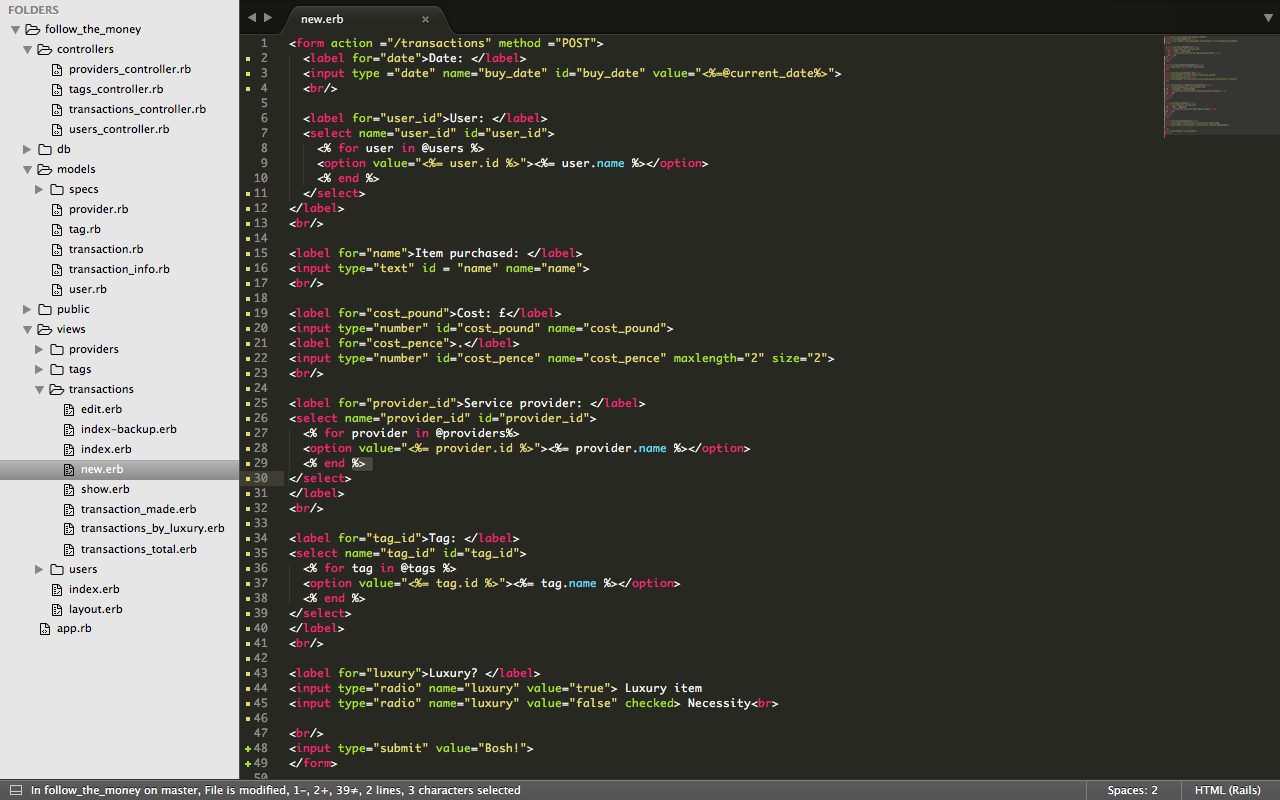 FOLDERS
follow_the_money
controllers
providers_controller.rb
tags_controller.rb
transactions_controller.rb
users_controller.rb
db
models
specs
provider.rb
tag.rb
transaction.rb
transaction_info.rb
user.rb
public
views
providers
tags
transactions
edit.erb
index-backup.erb
index.erb
new.erb
show.erb
transaction_made.erb
transactions_by_luxury.erb
transactions_total.erb
users
index.erb
layout.erb
app.rb
new.erb ×
1 <form action ="/transactions" method ="POST">
2 <label for="date">Date: </label>
3 <input type ="date" name="buy_date" id="buy_date" value="<%=@current_date%>">
4 <br/>
5
6 <label for="user_id">User: </label>
7 <select name="user_id" id="user_id">
8 <% for user in @users %>
9 <option value="<%= user.id %>"><%= user.name %></option>
10 <% end %>
11 </select>
12 </label>
13 <br/>
14
15 <label for="name">Item purchased: </label>
16 <input type="text" id = "name" name="name">
17 <br/>
18
19 <label for="cost_pound">Cost: £</label>
20 <input type="number" id="cost_pound" name="cost_pound">
21 <label for="cost_pence">.</label>
22 <input type="number" id="cost_pence" name="cost_pence" maxlength="2" size="2">
23 <br/>
24
25 <label for="provider_id">Service provider: </label>
26 <select name="provider_id" id="provider_id">
27 <% for provider in @providers%>
28 <option value="<%= provider.id %>"><%= provider.name %></option>
29 <% end %>
30 </select>
31 </label>
32 <br/>
33
34 <label for="tag_id">Tag: </label>
35 <select name="tag_id" id="tag_id">
36 <% for tag in @tags %>
37 <option value="<%= tag.id %>"><%= tag.name %></option>
38 <% end %>
39 </select>
40 </label>
41 <br/>
42
43 <label for="luxury">Luxury? </label>
44 <input type="radio" name="luxury" value="true"> Luxury item
45 <input type="radio" name="luxury" value="false" checked> Necessity<br>
46
47 <br/>
48 <input type="submit" value="Bosh!">
49 </form>
50
In follow_the_money on master, File is modified, 1-, 2+, 39≠, 2 lines, 3 characters selected
Spaces: 2
HTML (Rails)